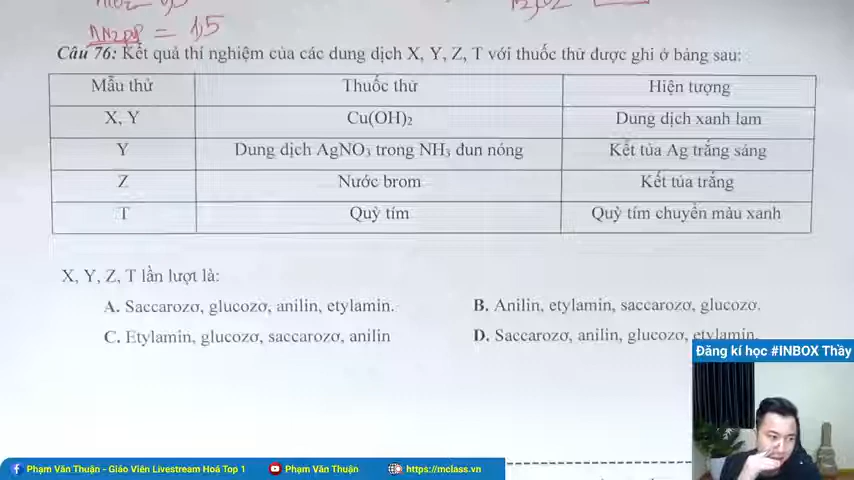 = 1,5
Câu 76: Kết quả thí nghiệm của các dung dịch X, Y, Z, T với thuốc thử được ghi ở bảng sau:
Mẫu thử Thuốc thử Hiện tượng
X, Y Cu(OH)₂ Dung dịch xanh lam
Y Dung dịch AgNO₃ trong NH₃ đun nóng Kết tủa Ag trắng sáng
Z Nước brom Kết tủa trắng
T Quỳ tím Quỳ tím chuyển màu xanh
X, Y, Z, T lần lượt là:
A. Saccarozơ, glucozơ, anilin, etylamin. B. Anilin, etylamin, saccarozơ, glucozơ.
C. Etylamin, glucozơ, saccarozơ, anilin D. Saccarozơ, anilin, glucozơ, etylamin.
Đăng kí học #INBOX Thầy
Phạm Văn Thuận - Giáo Viên Livestream Hoá Top 1 Phạm Văn Thuận https://mclass.vn